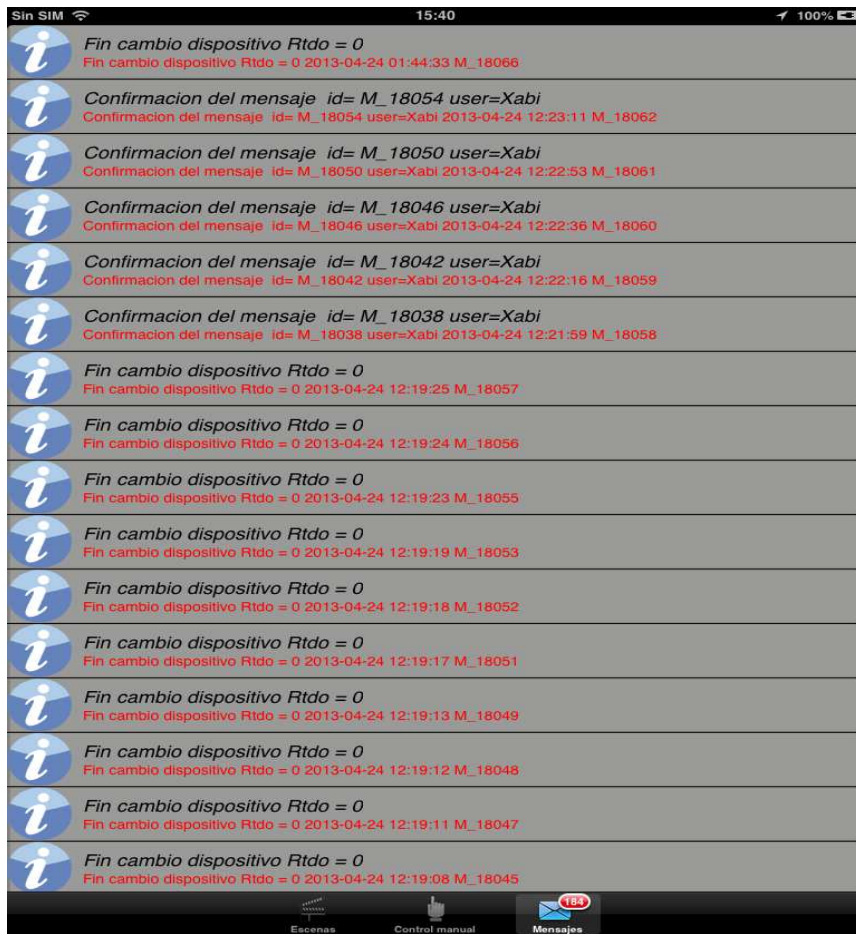 Sin SIM 15:40 100%
Fin cambio dispositivo Rtdo = 0
Fin cambio dispositivo Rtdo = 0 2013-04-24 01:44:33 M_18066
Confirmacion del mensaje id= M_18054 user=Xabi
Confirmacion del mensaje id= M_18054 user=Xabi 2013-04-24 12:23:11 M_18062
Confirmacion del mensaje id= M_18050 user=Xabi
Confirmacion del mensaje id= M_18050 user=Xabi 2013-04-24 12:22:53 M_18061
Confirmacion del mensaje id= M_18046 user=Xabi
Confirmacion del mensaje id= M_18046 user=Xabi 2013-04-24 12:22:36 M_18060
Confirmacion del mensaje id= M_18042 user=Xabi
Confirmacion del mensaje id= M_18042 user=Xabi 2013-04-24 12:22:16 M_18059
Confirmacion del mensaje id= M_18038 user=Xabi
Confirmacion del mensaje id= M_18038 user=Xabi 2013-04-24 12:21:59 M_18058
Fin cambio dispositivo Rtdo = 0
Fin cambio dispositivo Rtdo = 0 2013-04-24 12:19:25 M_18057
Fin cambio dispositivo Rtdo = 0
Fin cambio dispositivo Rtdo = 0 2013-04-24 12:19:24 M_18056
Fin cambio dispositivo Rtdo = 0
Fin cambio dispositivo Rtdo = 0 2013-04-24 12:19:23 M_18055
Fin cambio dispositivo Rtdo = 0
Fin cambio dispositivo Rtdo = 0 2013-04-24 12:19:19 M_18053
Fin cambio dispositivo Rtdo = 0
Fin cambio dispositivo Rtdo = 0 2013-04-24 12:19:18 M_18052
Fin cambio dispositivo Rtdo = 0
Fin cambio dispositivo Rtdo = 0 2013-04-24 12:19:17 M_18051
Fin cambio dispositivo Rtdo = 0
Fin cambio dispositivo Rtdo = 0 2013-04-24 12:19:13 M_18049
Fin cambio dispositivo Rtdo = 0
Fin cambio dispositivo Rtdo = 0 2013-04-24 12:19:12 M_18048
Fin cambio dispositivo Rtdo = 0
Fin cambio dispositivo Rtdo = 0 2013-04-24 12:19:11 M_18047
Fin cambio dispositivo Rtdo = 0
Fin cambio dispositivo Rtdo = 0 2013-04-24 12:19:08 M_18045
184
Escenas Control manual Mensajes